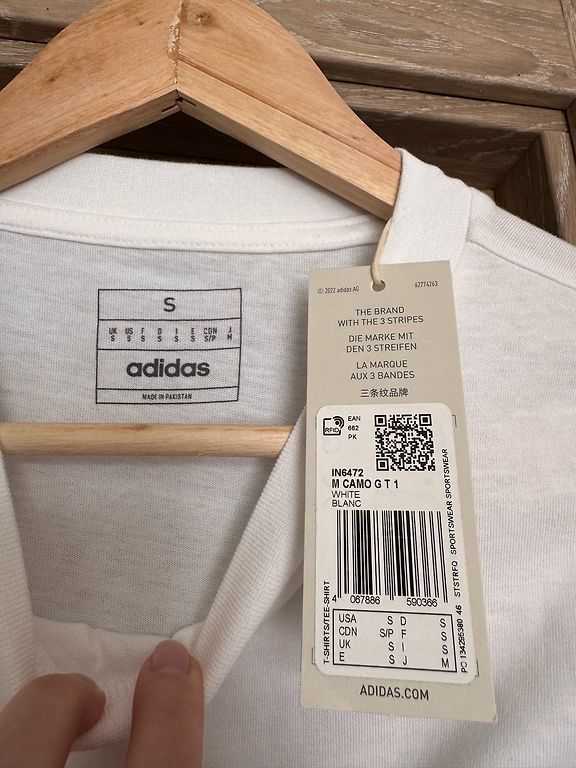 S
UK US F D I E CDN J
S S S S S S S/P M
adidas
MADE IN PAKISTAN
© 2022 adidas AG 62774263
THE BRAND
WITH THE 3 STRIPES
DIE MARKE MIT
DEN 3 STREIFEN
LA MARQUE
AUX 3 BANDES
三条纹品牌
RFID
EAN
662
PK
IN6472
M CAMO G T 1
WHITE
BLANC
4 067886 590366
T-SHIRTS/TEE-SHIRT
STSTRFO SPORTSWEAR SPORTSWEAR
PO 134295380 46
USA S D S
CDN S/P F S
UK S I S
E S J M
ADIDAS.COM